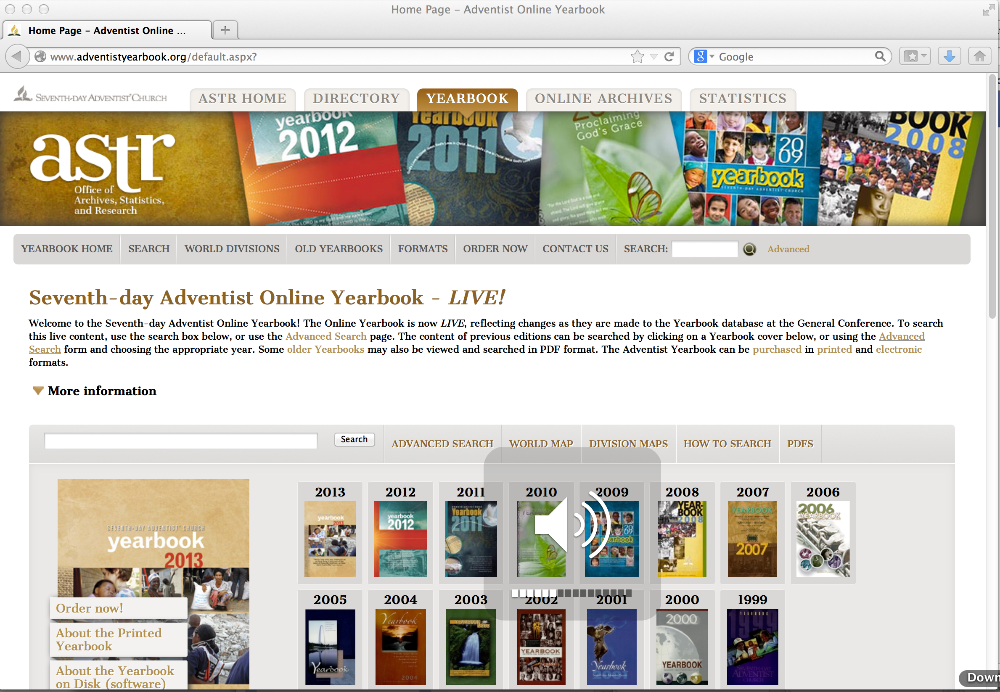 Home Page – Adventist Online Yearbook
Home Page – Adventist Online ...
www.adventistyearbook.org/default.aspx?
Google
SEVENTH-DAY ADVENTIST CHURCH
ASTR HOME
DIRECTORY
YEARBOOK
ONLINE ARCHIVES
STATISTICS
astr
Office of
Archives, Statistics,
and Research
yearbook
2012
Yearbook
2011
Proclaiming
God's Grace
2009
yearbook
SEVENTH-DAY ADVENTIST CHURCH
BOOK
2008
YEARBOOK HOME
SEARCH
WORLD DIVISIONS
OLD YEARBOOKS
FORMATS
ORDER NOW
CONTACT US
SEARCH:
Advanced
Seventh-day Adventist Online Yearbook - LIVE!
Welcome to the Seventh-day Adventist Online Yearbook! The Online Yearbook is now LIVE, reflecting changes as they are made to the Yearbook database at the General Conference. To search
this live content, use the search box below, or use the Advanced Search page. The content of previous editions can be searched by clicking on a Yearbook cover below, or using the Advanced
Search form and choosing the appropriate year. Some older Yearbooks may also be viewed and searched in PDF format. The Adventist Yearbook can be purchased in printed and electronic
formats.
More information
Search
ADVANCED SEARCH
WORLD MAP
DIVISION MAPS
HOW TO SEARCH
PDFS
SEVENTH-DAY ADVENTIST CHURCH
yearbook
2013
Order now!
About the Printed
Yearbook
About the Yearbook
on Disk (software)
2013
yearbook
2013
2012
yearbook
2012
2011
Yearbook
2011
2010
2009
2009
yearbook
2008
YEAR-
BOOK
2008
2007
YEARBOOK
2007
2006
2006
YEARBOOK
2005
Yearbook
2004
Yearbook
2004
2003
YEARBOOK
2003
2002
YEARBOOK
2001
Yearbook
2001
2000
2000
YEARBOOK
1999
YEARBOOK
1999
SEVENTH-DAY
ADVENTIST
CHURCH
Down